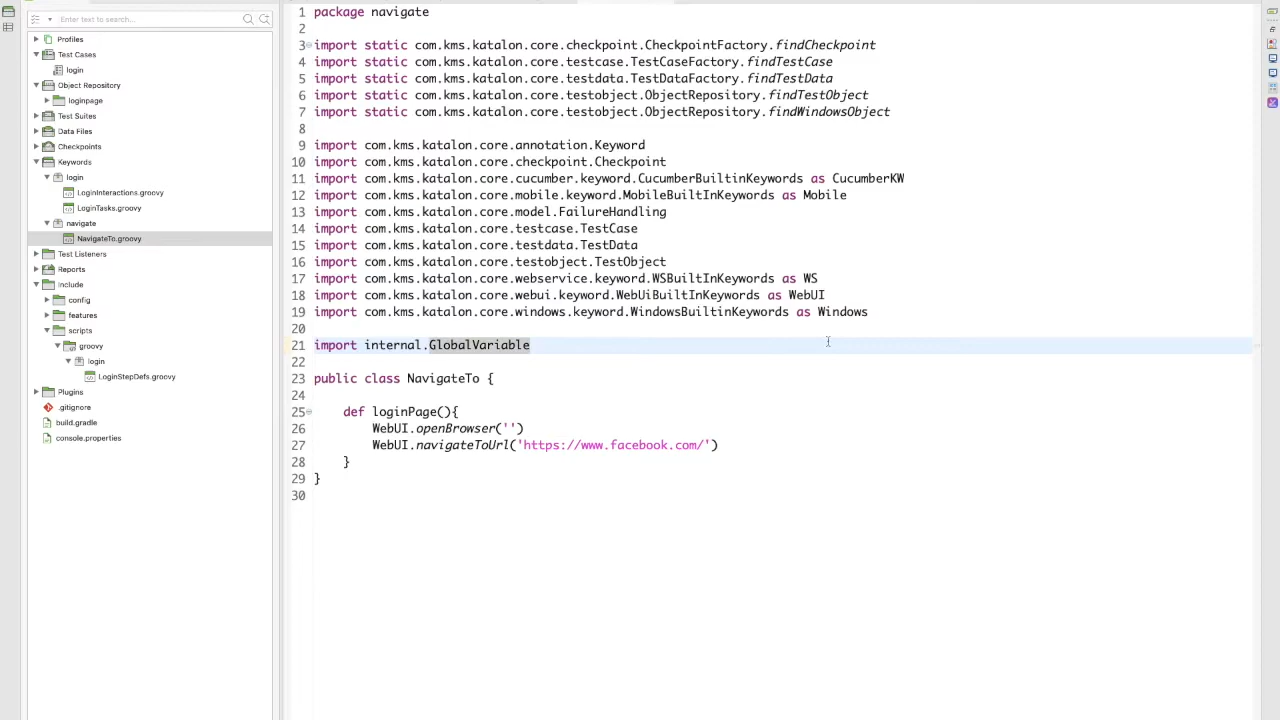 Enter text to search...
Profiles
Test Cases
login
Object Repository
loginpage
Test Suites
Data Files
Checkpoints
Keywords
login
LoginInteractions.groovy
LoginTasks.groovy
navigate
NavigateTo.groovy
Test Listeners
Reports
Include
config
features
scripts
groovy
login
LoginStepDefs.groovy
Plugins
.gitignore
build.gradle
console.properties
1 package navigate
2
3 import static com.kms.katalon.core.checkpoint.CheckpointFactory.findCheckpoint
4 import static com.kms.katalon.core.testcase.TestCaseFactory.findTestCase
5 import static com.kms.katalon.core.testdata.TestDataFactory.findTestData
6 import static com.kms.katalon.core.testobject.ObjectRepository.findTestObject
7 import static com.kms.katalon.core.testobject.ObjectRepository.findWindowsObject
8
9 import com.kms.katalon.core.annotation.Keyword
10 import com.kms.katalon.core.checkpoint.Checkpoint
11 import com.kms.katalon.core.cucumber.keyword.CucumberBuiltinKeywords as CucumberKW
12 import com.kms.katalon.core.mobile.keyword.MobileBuiltInKeywords as Mobile
13 import com.kms.katalon.core.model.FailureHandling
14 import com.kms.katalon.core.testcase.TestCase
15 import com.kms.katalon.core.testdata.TestData
16 import com.kms.katalon.core.testobject.TestObject
17 import com.kms.katalon.core.webservice.keyword.WSBuiltInKeywords as WS
18 import com.kms.katalon.core.webui.keyword.WebUiBuiltInKeywords as WebUI
19 import com.kms.katalon.core.windows.keyword.WindowsBuiltinKeywords as Windows
20
21 import internal.GlobalVariable
22
23 public class NavigateTo {
24
25 def loginPage(){
26 WebUI.openBrowser('')
27 WebUI.navigateToUrl('https://www.facebook.com/')
28 }
29 }
30